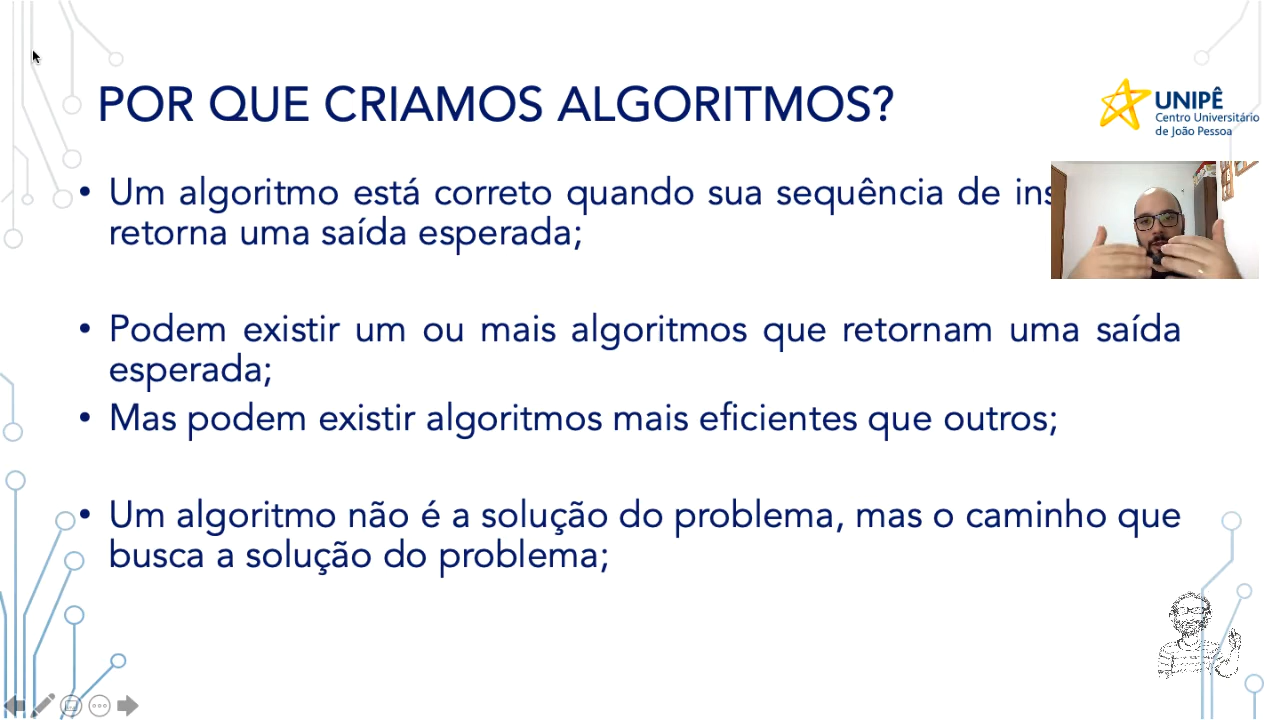 POR QUE CRIAMOS ALGORITMOS?
UNIPÊ
Centro Universitário
de João Pessoa
• Um algoritmo está correto quando sua sequência de
retorna uma saída esperada;
• Podem existir um ou mais algoritmos que retornam uma saída
esperada;
• Mas podem existir algoritmos mais eficientes que outros;
• Um algoritmo não é a solução do problema, mas o caminho que
busca a solução do problema;